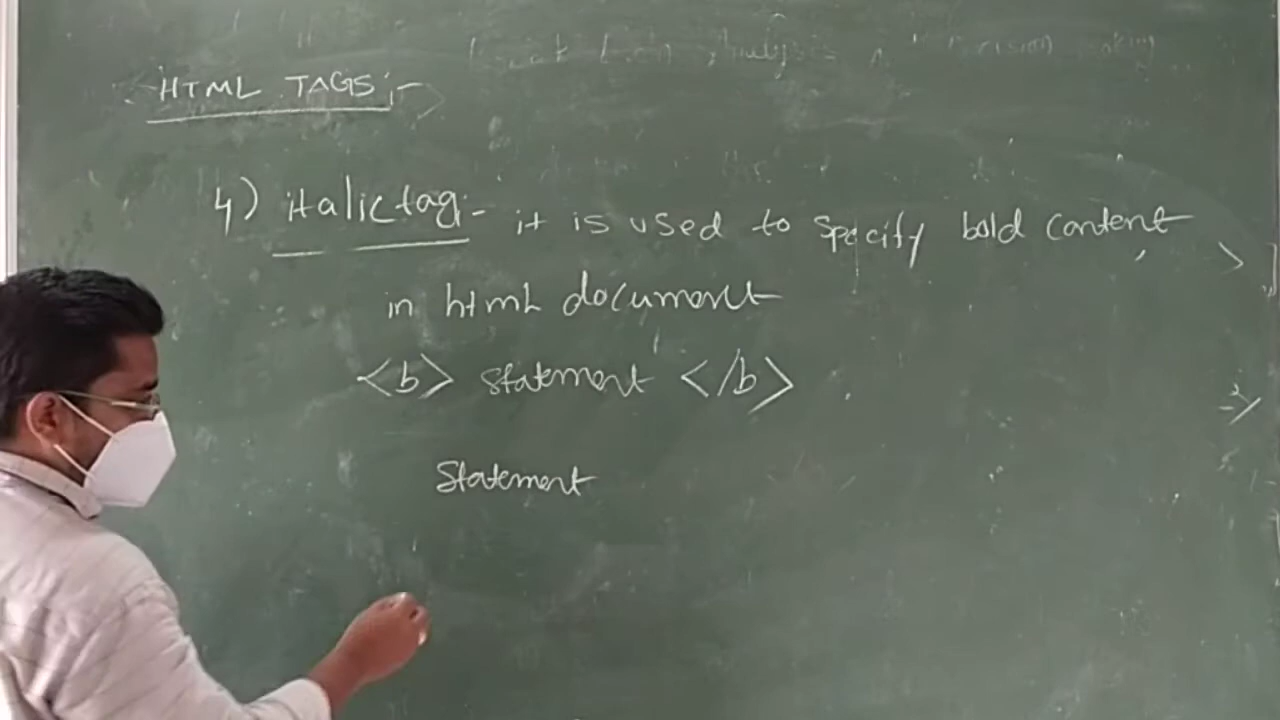 HTML TAGS:-
4) italic tag:- it is used to specify bold content
in html document
<b> statement </b>
Statement